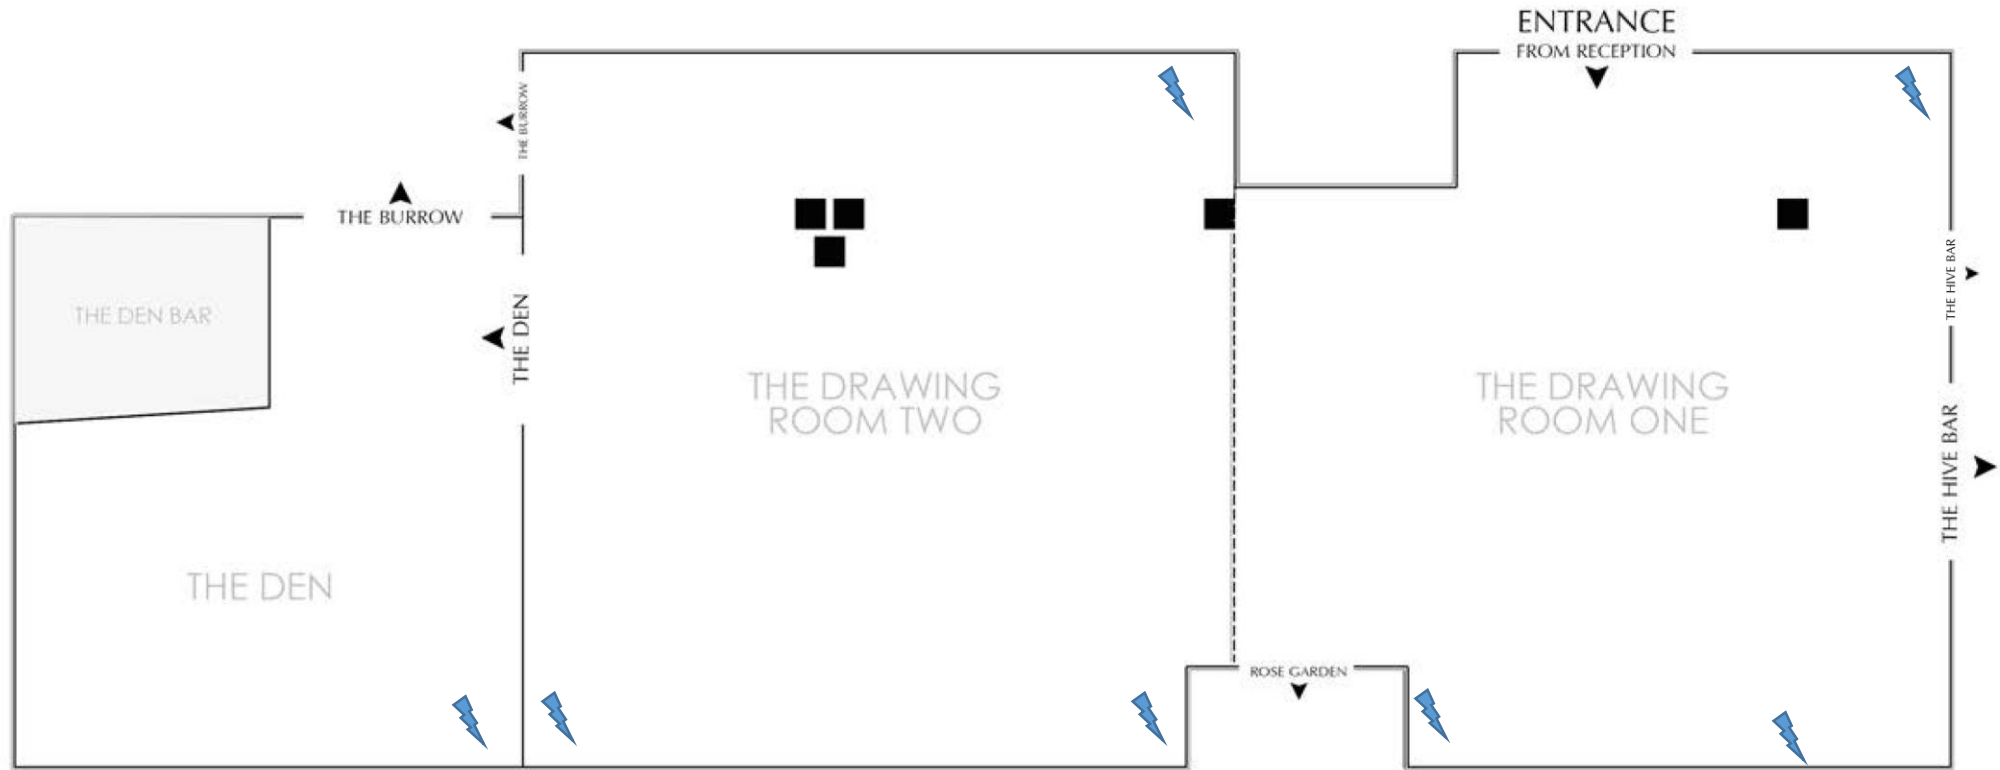 ENTRANCE
FROM RECEPTION
THE BURROW
THE BURROW
THE DEN BAR
THE DEN
THE HIVE BAR
THE DRAWING
ROOM TWO
THE DRAWING
ROOM ONE
THE HIVE BAR
THE DEN
ROSE GARDEN